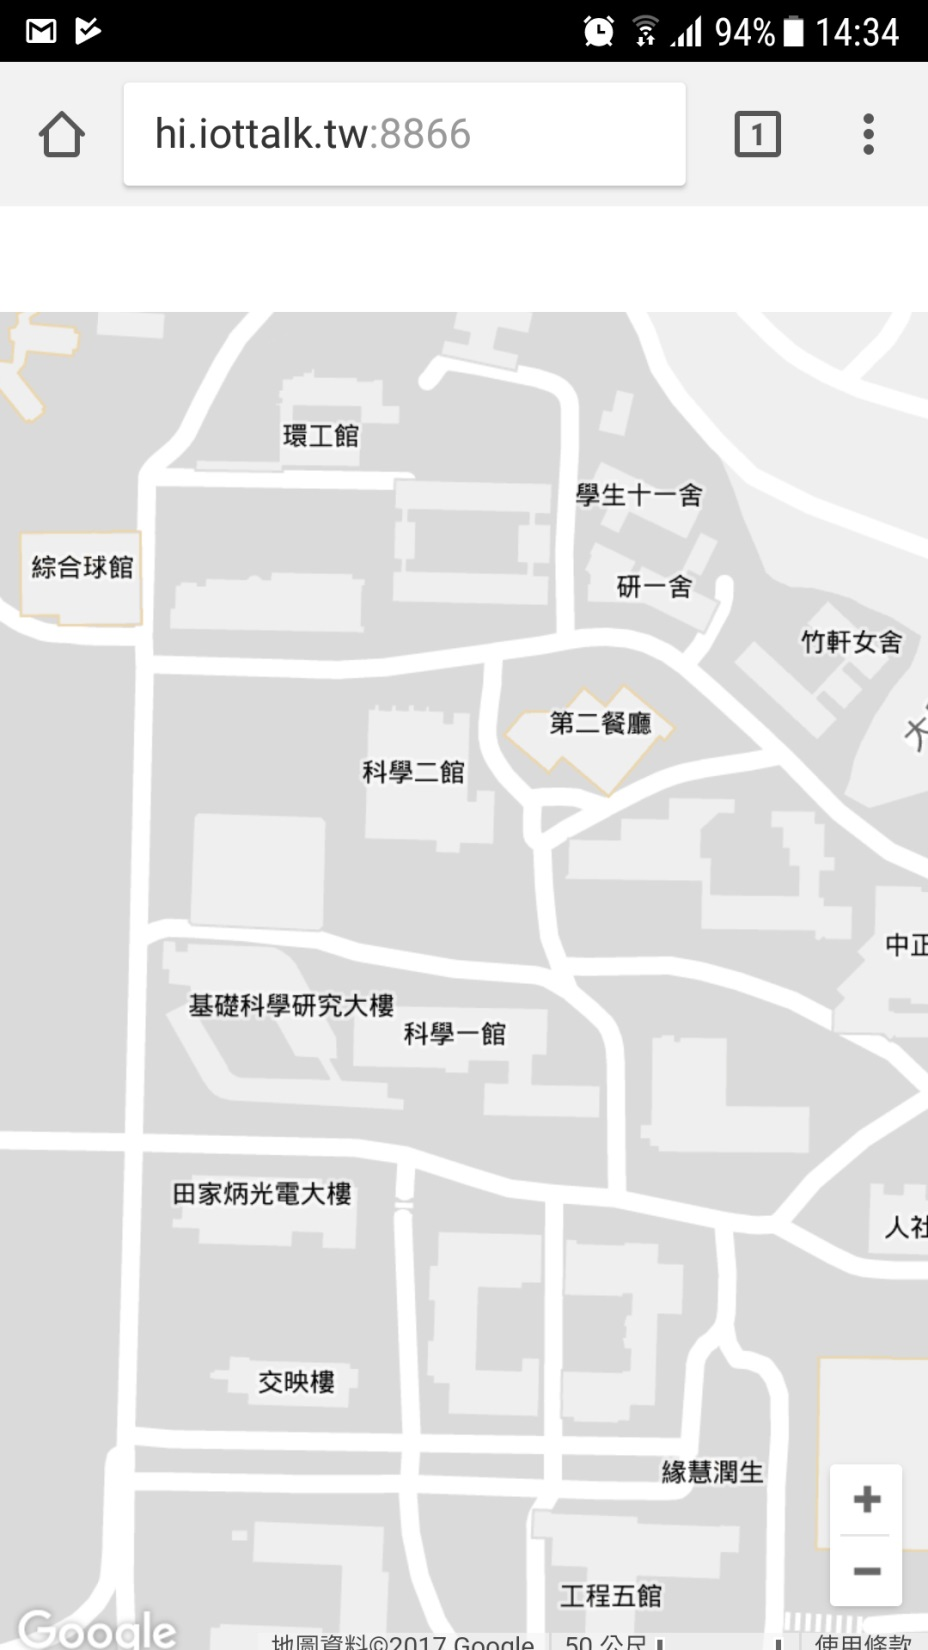 94% 14:34
hi.iottalk.tw:8866
1
環工館
學生十一舍
綜合球館
研一舍
竹軒女舍
第二餐廳
科學二館
中正
基礎科學研究大樓
科學一館
田家炳光電大樓
人社
交映樓
緣慧潤生
+
−
工程五館
Google
地圖資料©2017 Google
50 公尺
使用條款